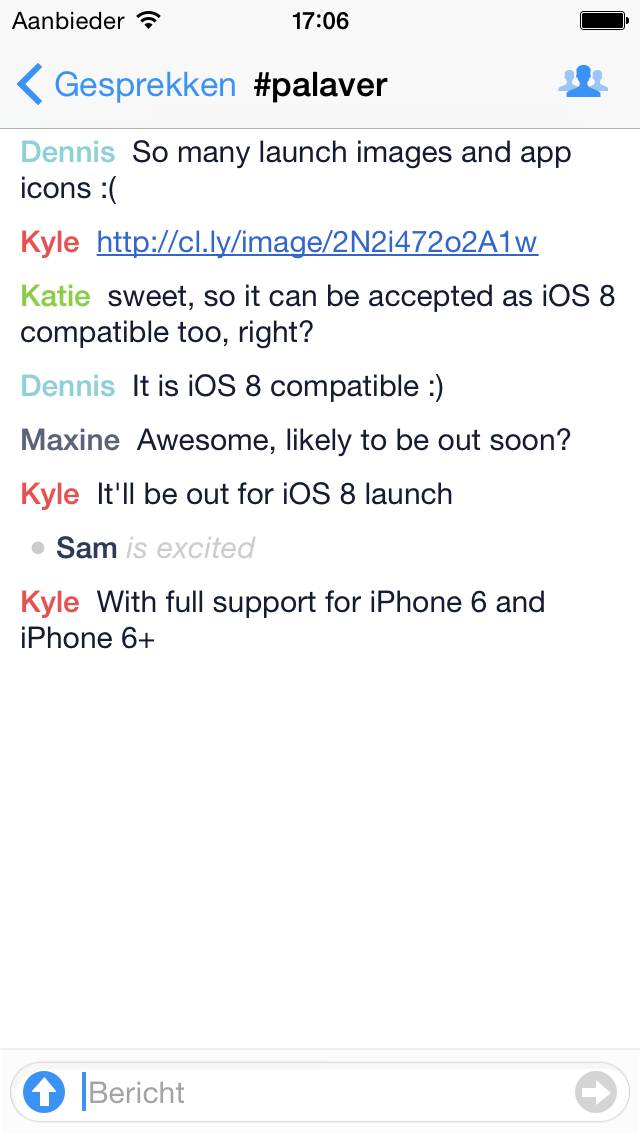 Aanbieder 17:06
Gesprekken #palaver
Dennis So many launch images and app
icons :(
Kyle http://cl.ly/image/2N2i472o2A1w
Katie sweet, so it can be accepted as iOS 8
compatible too, right?
Dennis It is iOS 8 compatible :)
Maxine Awesome, likely to be out soon?
Kyle It'll be out for iOS 8 launch
Sam is excited
Kyle With full support for iPhone 6 and
iPhone 6+
Bericht